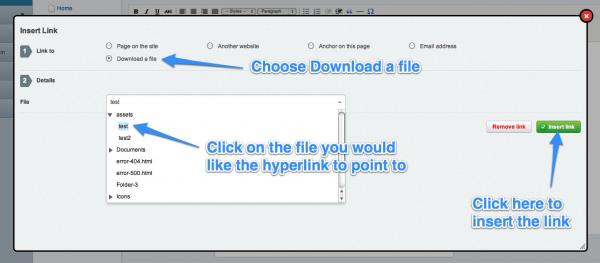 Home
B I U ABC
- Styles -
Paragraph
Insert Link
1 Link to
Page on the site
Another website
Anchor on this page
Email address
Download a file
Choose Download a file
2 Details
File
test
assets
test
test2
Documents
error-404.html
error-500.html
Folder-3
Icons
Click on the file you would
like the hyperlink to point to
Remove link
Insert link
Click here to
insert the link